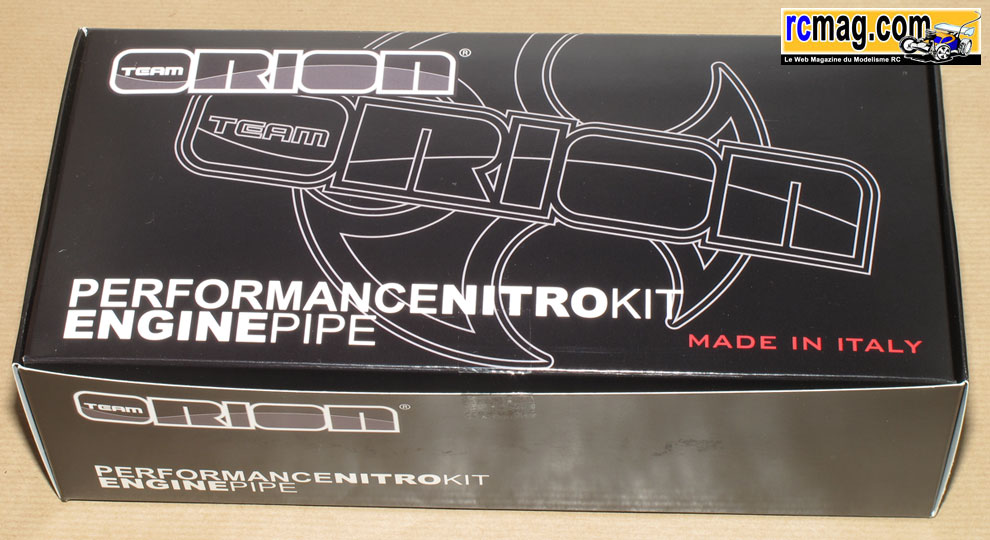 rcmag.com
Le Web Magazine du Modelisme RC
TEAM ORION®
TEAM ORION
PERFORMANCENITROKIT
ENGINEPIPE
MADE IN ITALY
TEAM ORION®
PERFORMANCENITROKIT
ENGINEPIPE